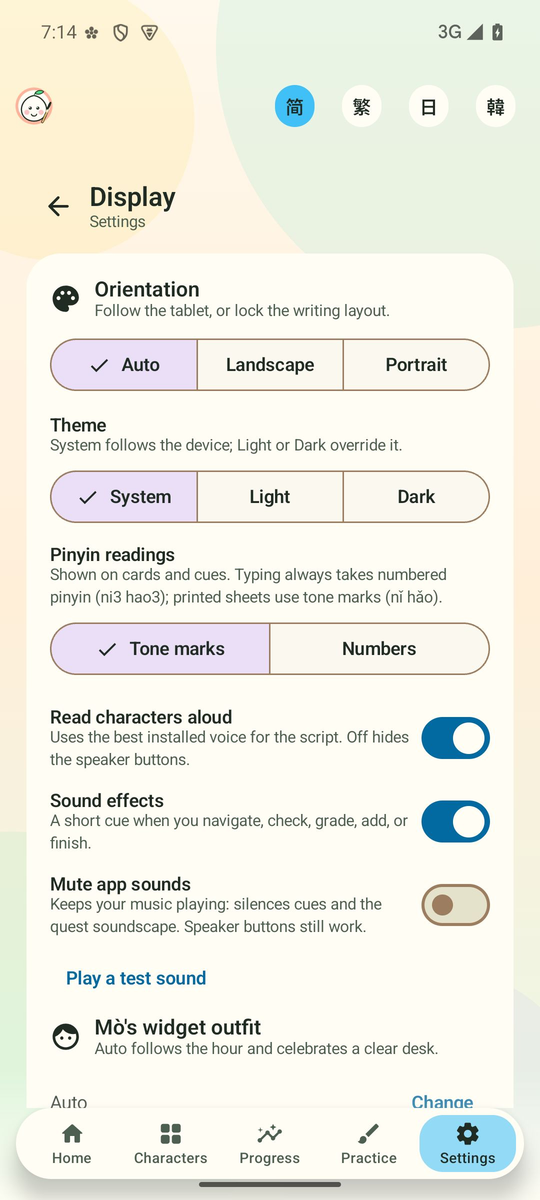 7:14
3G
简 繁 日 韓
Display
Settings
Orientation
Follow the tablet, or lock the writing layout.
Auto Landscape Portrait
Theme
System follows the device; Light or Dark override it.
System Light Dark
Pinyin readings
Shown on cards and cues. Typing always takes numbered
pinyin (ni3 hao3); printed sheets use tone marks (nǐ hǎo).
Tone marks Numbers
Read characters aloud
Uses the best installed voice for the script. Off hides
the speaker buttons.
Sound effects
A short cue when you navigate, check, grade, add, or
finish.
Mute app sounds
Keeps your music playing: silences cues and the
quest soundscape. Speaker buttons still work.
Play a test sound
Mò's widget outfit
Auto follows the hour and celebrates a clear desk.
Auto Change
Home Characters Progress Practice Settings